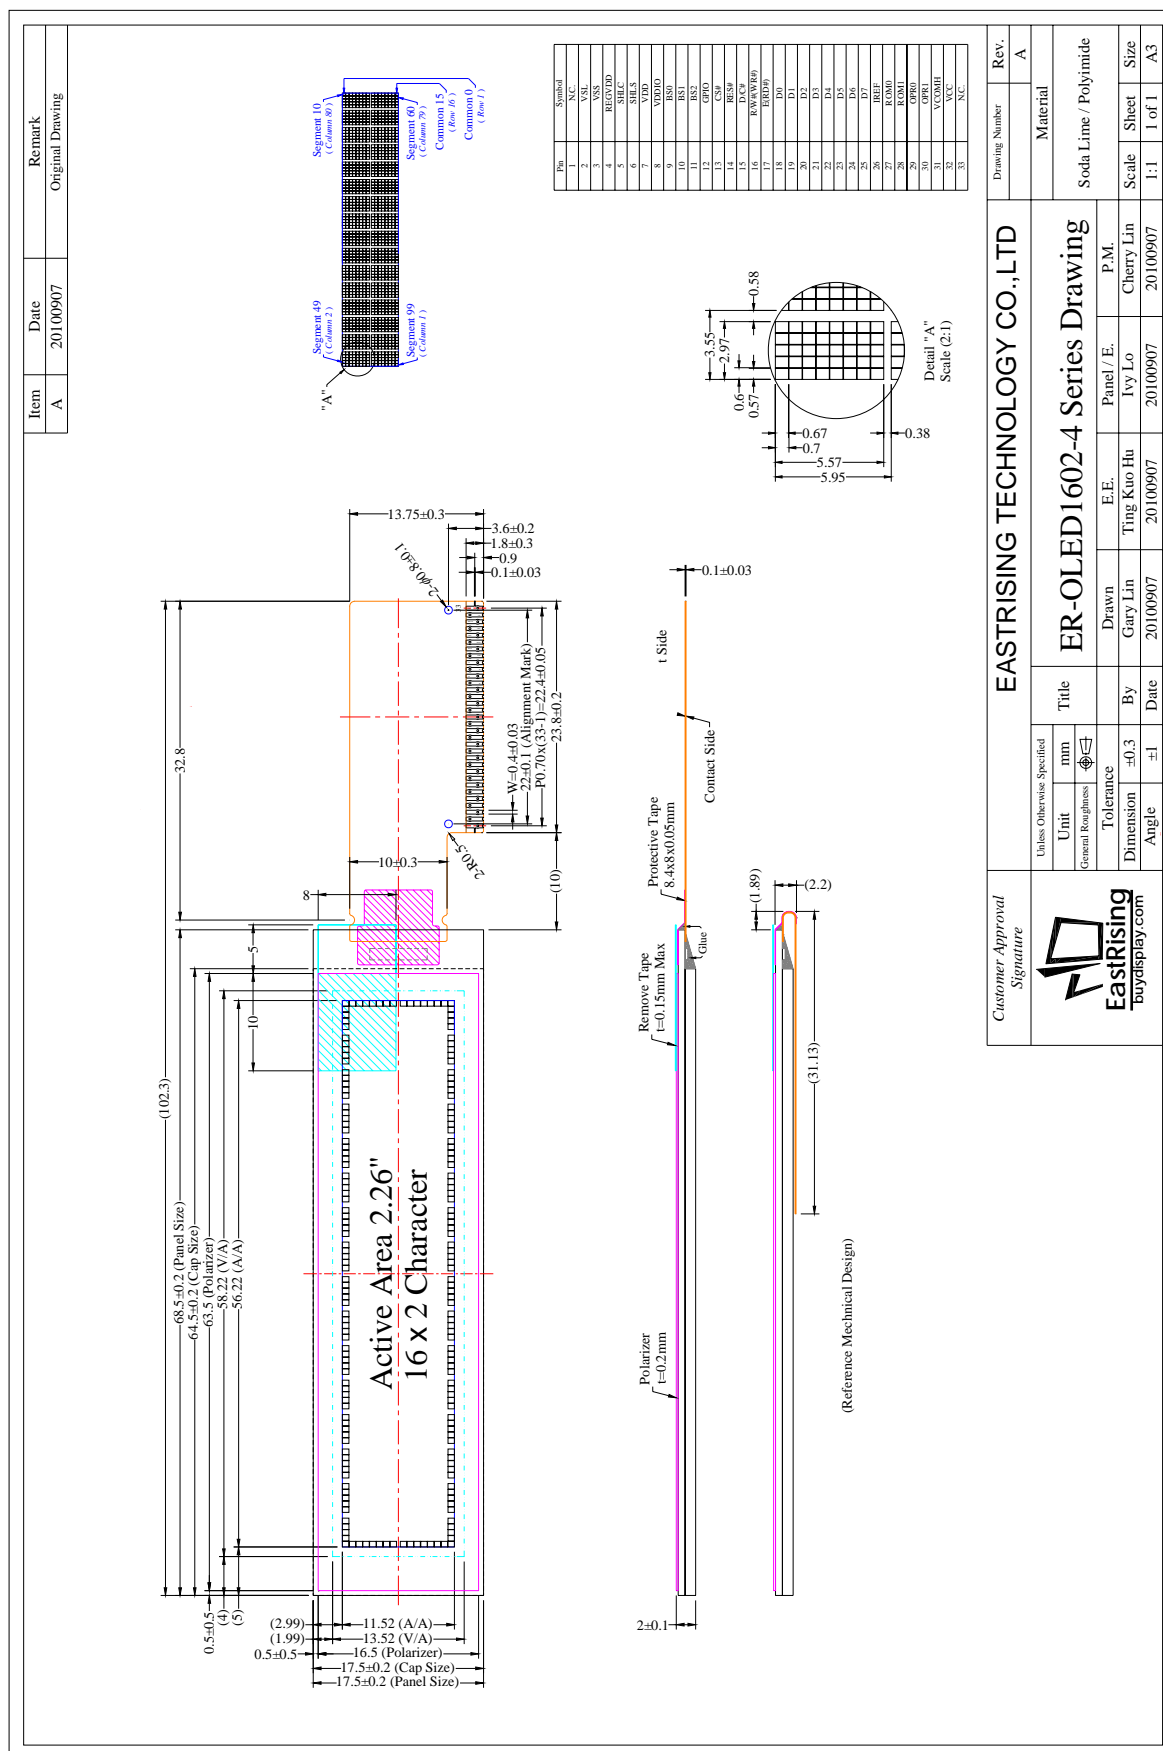 Item Date Remark
A 20100907 Original Drawing
"A"
Segment 49
( Column 2 )
Segment 99
( Column 1 )
Segment 10
( Column 80 )
Segment 60
( Column 79 )
Common 15
( Row 16 )
Common 0
( Row 1 )
Pin Symbol
1 N.C.
2 VSL
3 VSS
4 REGVDD
5 SHLC
6 SHLS
7 VDD
8 VDDIO
9 BS0
10 BS1
11 BS2
12 GPIO
13 CS#
14 RES#
15 D/C#
16 R/W#(WR#)
17 E(RD#)
18 D0
19 D1
20 D2
21 D3
22 D4
23 D5
24 D6
25 D7
26 IREF
27 ROM0
28 ROM1
29 OPR0
30 OPR1
31 VCOMH
32 VCC
33 N.C.
0.58
3.55
2.97
0.6
0.57
0.67
0.7
5.57
5.95
0.38
Detail "A"
Scale (2:1)
(102.3)
68.5±0.2 (Panel Size)
64.5±0.2 (Cap Size)
63.5 (Polarizer)
58.22 (V/A)
56.22 (A/A)
0.5±0.5
(4)
(5)
5
10
32.8
8
10±0.3
13.75±0.3
3.6±0.2
1.8±0.3
0.9
0.1±0.03
2-φ0.8±0.1
2-R0.5
W=0.4±0.03
22±0.1 (Alignment Mark)
P0.70x(33-1)=22.4±0.05
23.8±0.2
(10)
Active Area 2.26"
16 x 2 Character
(2.99) 11.52 (A/A)
(1.99) 13.52 (V/A)
0.5±0.5 16.5 (Polarizer)
17.5±0.2 (Cap Size)
17.5±0.2 (Panel Size)
Polarizer
t=0.2mm
Remove Tape
t=0.15mm Max
Protective Tape
8.4x8x0.05mm
Glue
Contact Side
t Side
0.1±0.03
2±0.1
(1.89)
(2.2)
(31.13)
(Reference Mechnical Design)
Customer Approval
Signature
EastRising
buydisplay.com
Unless Otherwise Specified
Unit mm
General Roughness
Tolerance
Dimension ±0.3
Angle ±1
EASTRISING TECHNOLOGY CO.,LTD
Title ER-OLED1602-4 Series Drawing
Drawn E.E. Panel / E. P.M.
By Gary Lin Ting Kuo Hu Ivy Lo Cherry Lin
Date 20100907 20100907 20100907 20100907
Drawing Number Rev.
A
Material
Soda Lime / Polyimide
Scale Sheet Size
1:1 1 of 1 A3